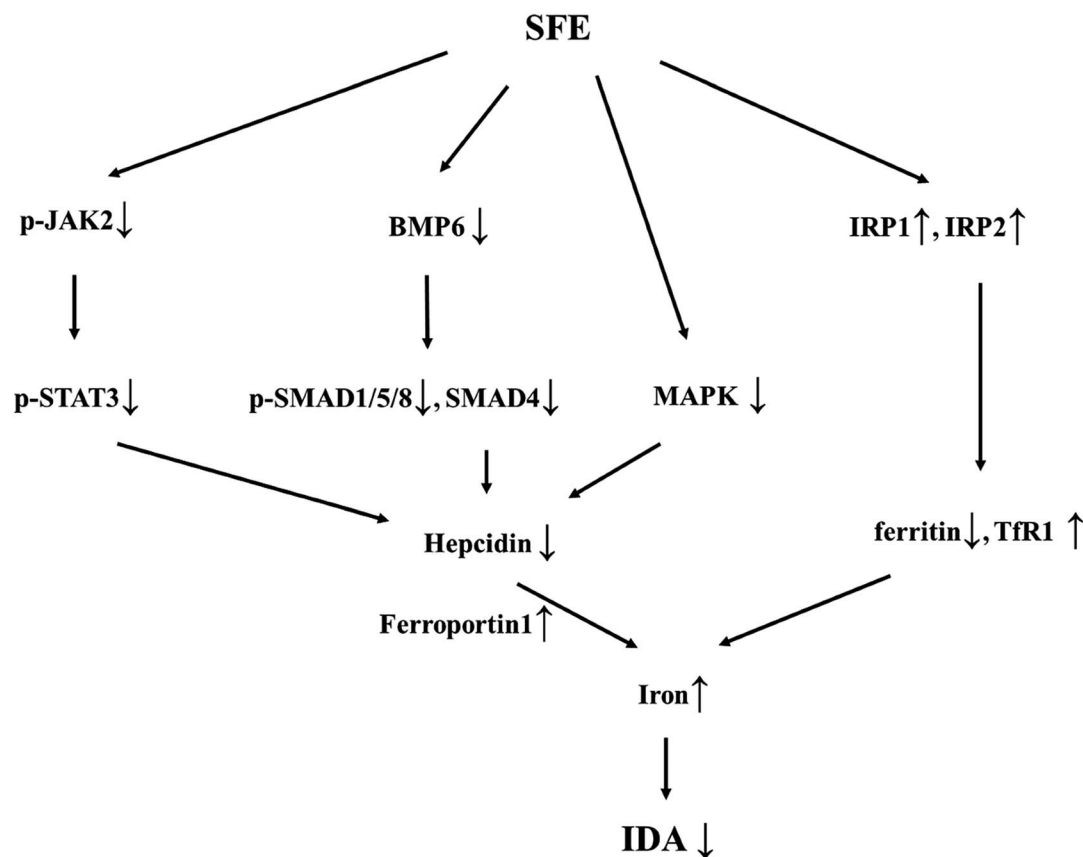 SFE
p-JAK2↓
BMP6↓
IRP1↑, IRP2↑
p-STAT3↓
p-SMAD1/5/8↓, SMAD4↓
MAPK ↓
Hepcidin↓
ferritin↓, TfR1 ↑
Ferroportin1↑
Iron↑
IDA↓